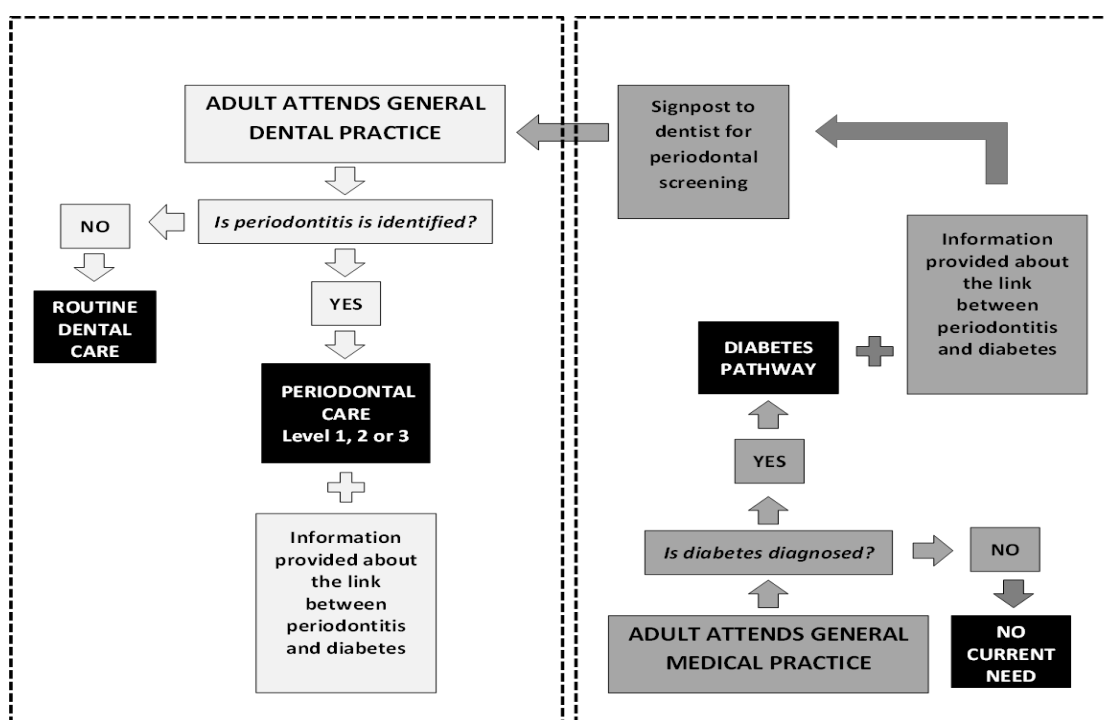 ADULT ATTENDS GENERAL
DENTAL PRACTICE
Is periodontitis is identified?
NO
ROUTINE
DENTAL
CARE
YES
PERIODONTAL
CARE
Level 1, 2 or 3
Information
provided about
the link
between
periodontitis
and diabetes
Signpost to
dentist for
periodontal
screening
Information
provided about
the link
between
periodontitis
and diabetes
DIABETES
PATHWAY
YES
Is diabetes diagnosed?
NO
ADULT ATTENDS GENERAL
MEDICAL PRACTICE
NO
CURRENT
NEED